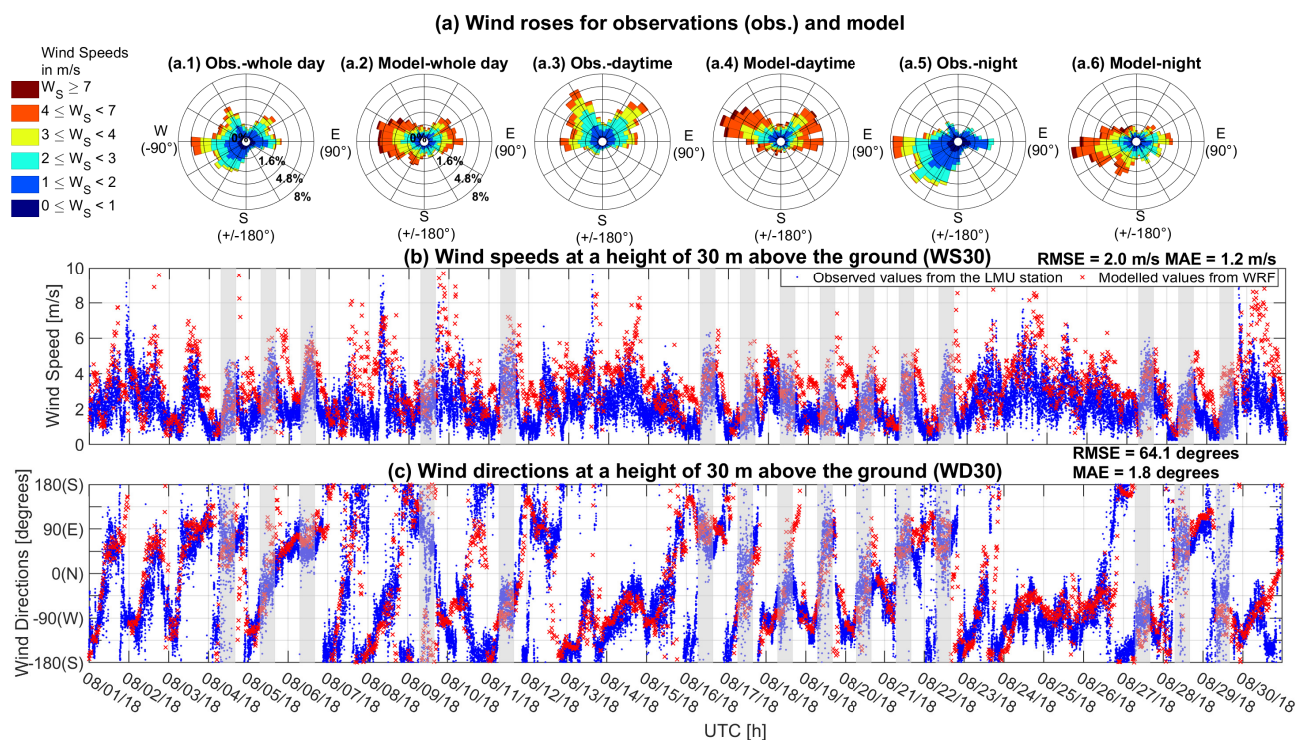 (a) Wind roses for observations (obs.) and model
Wind Speeds
in m/s
W_S ≥ 7
4 ≤ W_S < 7
3 ≤ W_S < 4
2 ≤ W_S < 3
1 ≤ W_S < 2
0 ≤ W_S < 1
(a.1) Obs.-whole day
(a.2) Model-whole day
(a.3) Obs.-daytime
(a.4) Model-daytime
(a.5) Obs.-night
(a.6) Model-night
W
(-90°)
E
(90°)
E
(90°)
E
(90°)
E
(90°)
E
(90°)
E
(90°)
1.6%
4.8%
8%
1.6%
4.8%
8%
S
(+/-180°)
S
(+/-180°)
S
(+/-180°)
S
(+/-180°)
S
(+/-180°)
S
(+/-180°)
(b) Wind speeds at a height of 30 m above the ground (WS30)
RMSE = 2.0 m/s MAE = 1.2 m/s
Observed values from the LMU station
Modelled values from WRF
Wind Speed [m/s]
10
8
6
4
2
0
(c) Wind directions at a height of 30 m above the ground (WD30)
RMSE = 64.1 degrees
MAE = 1.8 degrees
Wind Directions [degrees]
180(S)
90(E)
0(N)
-90(W)
-180(S)
08/01/18
08/02/18
08/03/18
08/04/18
08/05/18
08/06/18
08/07/18
08/08/18
08/09/18
08/10/18
08/11/18
08/12/18
08/13/18
08/14/18
08/15/18
08/16/18
08/17/18
08/18/18
08/19/18
08/20/18
08/21/18
08/22/18
08/23/18
08/24/18
08/25/18
08/26/18
08/27/18
08/28/18
08/29/18
08/30/18
UTC [h]